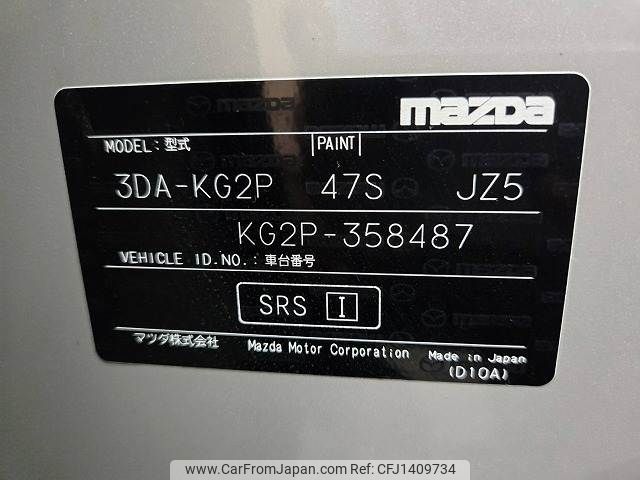 mazda
MODEL：型式 PAINT
3DA-KG2P 47S JZ5
KG2P-358487
VEHICLE ID.NO.：車台番号
SRS I
マツダ株式会社 Mazda Motor Corporation Made in Japan
(D10A)
www.CarFromJapan.com | CFJ1409734